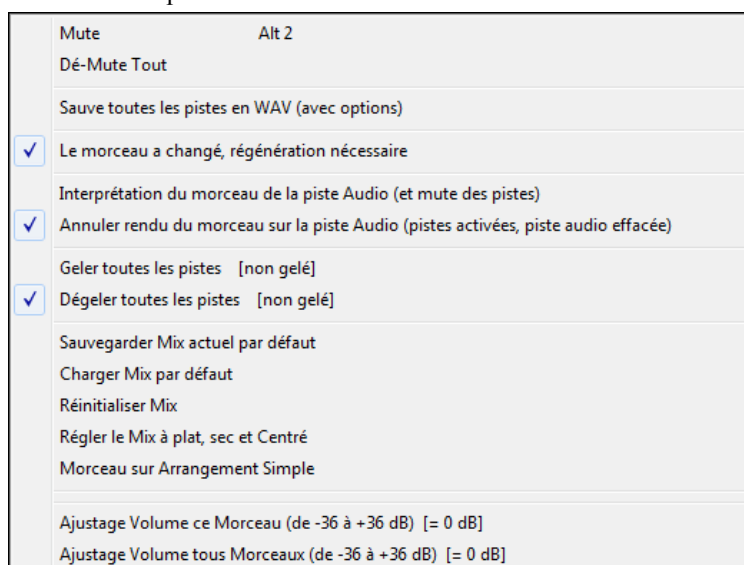 Mute Alt 2
Dé-Mute Tout
Sauve toutes les pistes en WAV (avec options)
Le morceau a changé, régénération nécessaire
Interprétation du morceau de la piste Audio (et mute des pistes)
Annuler rendu du morceau sur la piste Audio (pistes activées, piste audio effacée)
Geler toutes les pistes [non gelé]
Dégeler toutes les pistes [non gelé]
Sauvegarder Mix actuel par défaut
Charger Mix par défaut
Réinitialiser Mix
Régler le Mix à plat, sec et Centré
Morceau sur Arrangement Simple
Ajustage Volume ce Morceau (de -36 à +36 dB) [= 0 dB]
Ajustage Volume tous Morceaux (de -36 à +36 dB) [= 0 dB]